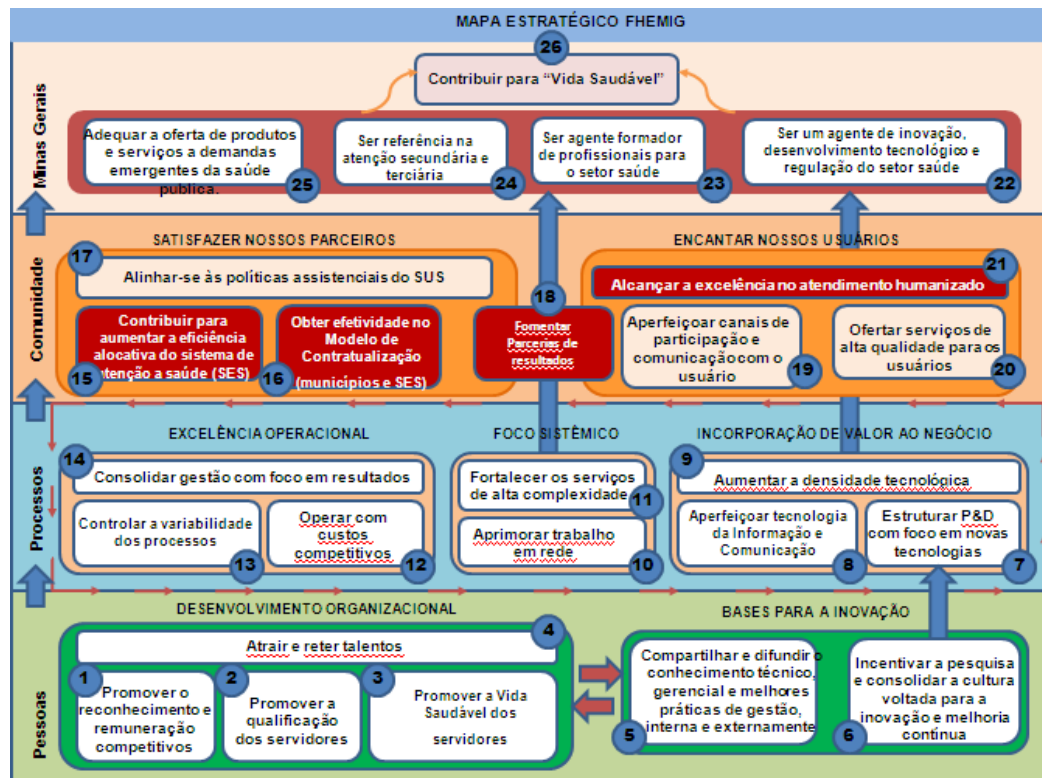 MAPA ESTRATÉGICO FHEMIG
26
Contribuir para “Vida Saudável”
Minas Gerais
Adequar a oferta de produtos
e serviços a demandas
emergentes da saúde
publica.
25
Ser referência na
atenção secundária e
terciária
24
Ser agente formador
de profissionais para
o setor saúde
23
Ser um agente de inovação,
desenvolvimento tecnológico e
regulação do setor saúde
22
Comunidade
SATISFAZER NOSSOS PARCEIROS
17
Alinhar-se às políticas assistenciais do SUS
Contribuir para
aumentar a eficiência
alocativa do sistema de
atenção a saúde (SES)
15
Obter efetividade no
Modelo de
Contratualização
(municípios e SES)
16
18
Fomentar
Parcerias de
resultados
ENCANTAR NOSSOS USUÁRIOS
21
Alcançar a excelência no atendimento humanizado
Aperfeiçoar canais de
participação e
comunicação com o
usuário
19
Ofertar serviços de
alta qualidade para os
usuários
20
Processos
EXCELÊNCIA OPERACIONAL
14
Consolidar gestão com foco em resultados
Controlar a variabilidade
dos processos
13
Operar com
custos
competitivos
12
FOCO SISTÊMICO
Fortalecer os serviços
de alta complexidade
11
Aprimorar trabalho
em rede
10
INCORPORAÇÃO DE VALOR AO NEGÓCIO
9
Aumentar a densidade tecnológica
Aperfeiçoar tecnologia
da Informação e
Comunicação
8
Estruturar P&D
com foco em novas
tecnologias
7
Pessoas
DESENVOLVIMENTO ORGANIZACIONAL
4
Atrair e reter talentos
1
Promover o
reconhecimento e
remuneração
competitivos
2
Promover a
qualificação
dos servidores
3
Promover a Vida
Saudável dos
servidores
BASES PARA A INOVAÇÃO
Compartilhar e difundir o
conhecimento técnico,
gerencial e melhores
práticas de gestão,
interna e externamente
5
Incentivar a pesquisa
e consolidar a cultura
voltada para a
inovação e melhoria
contínua
6